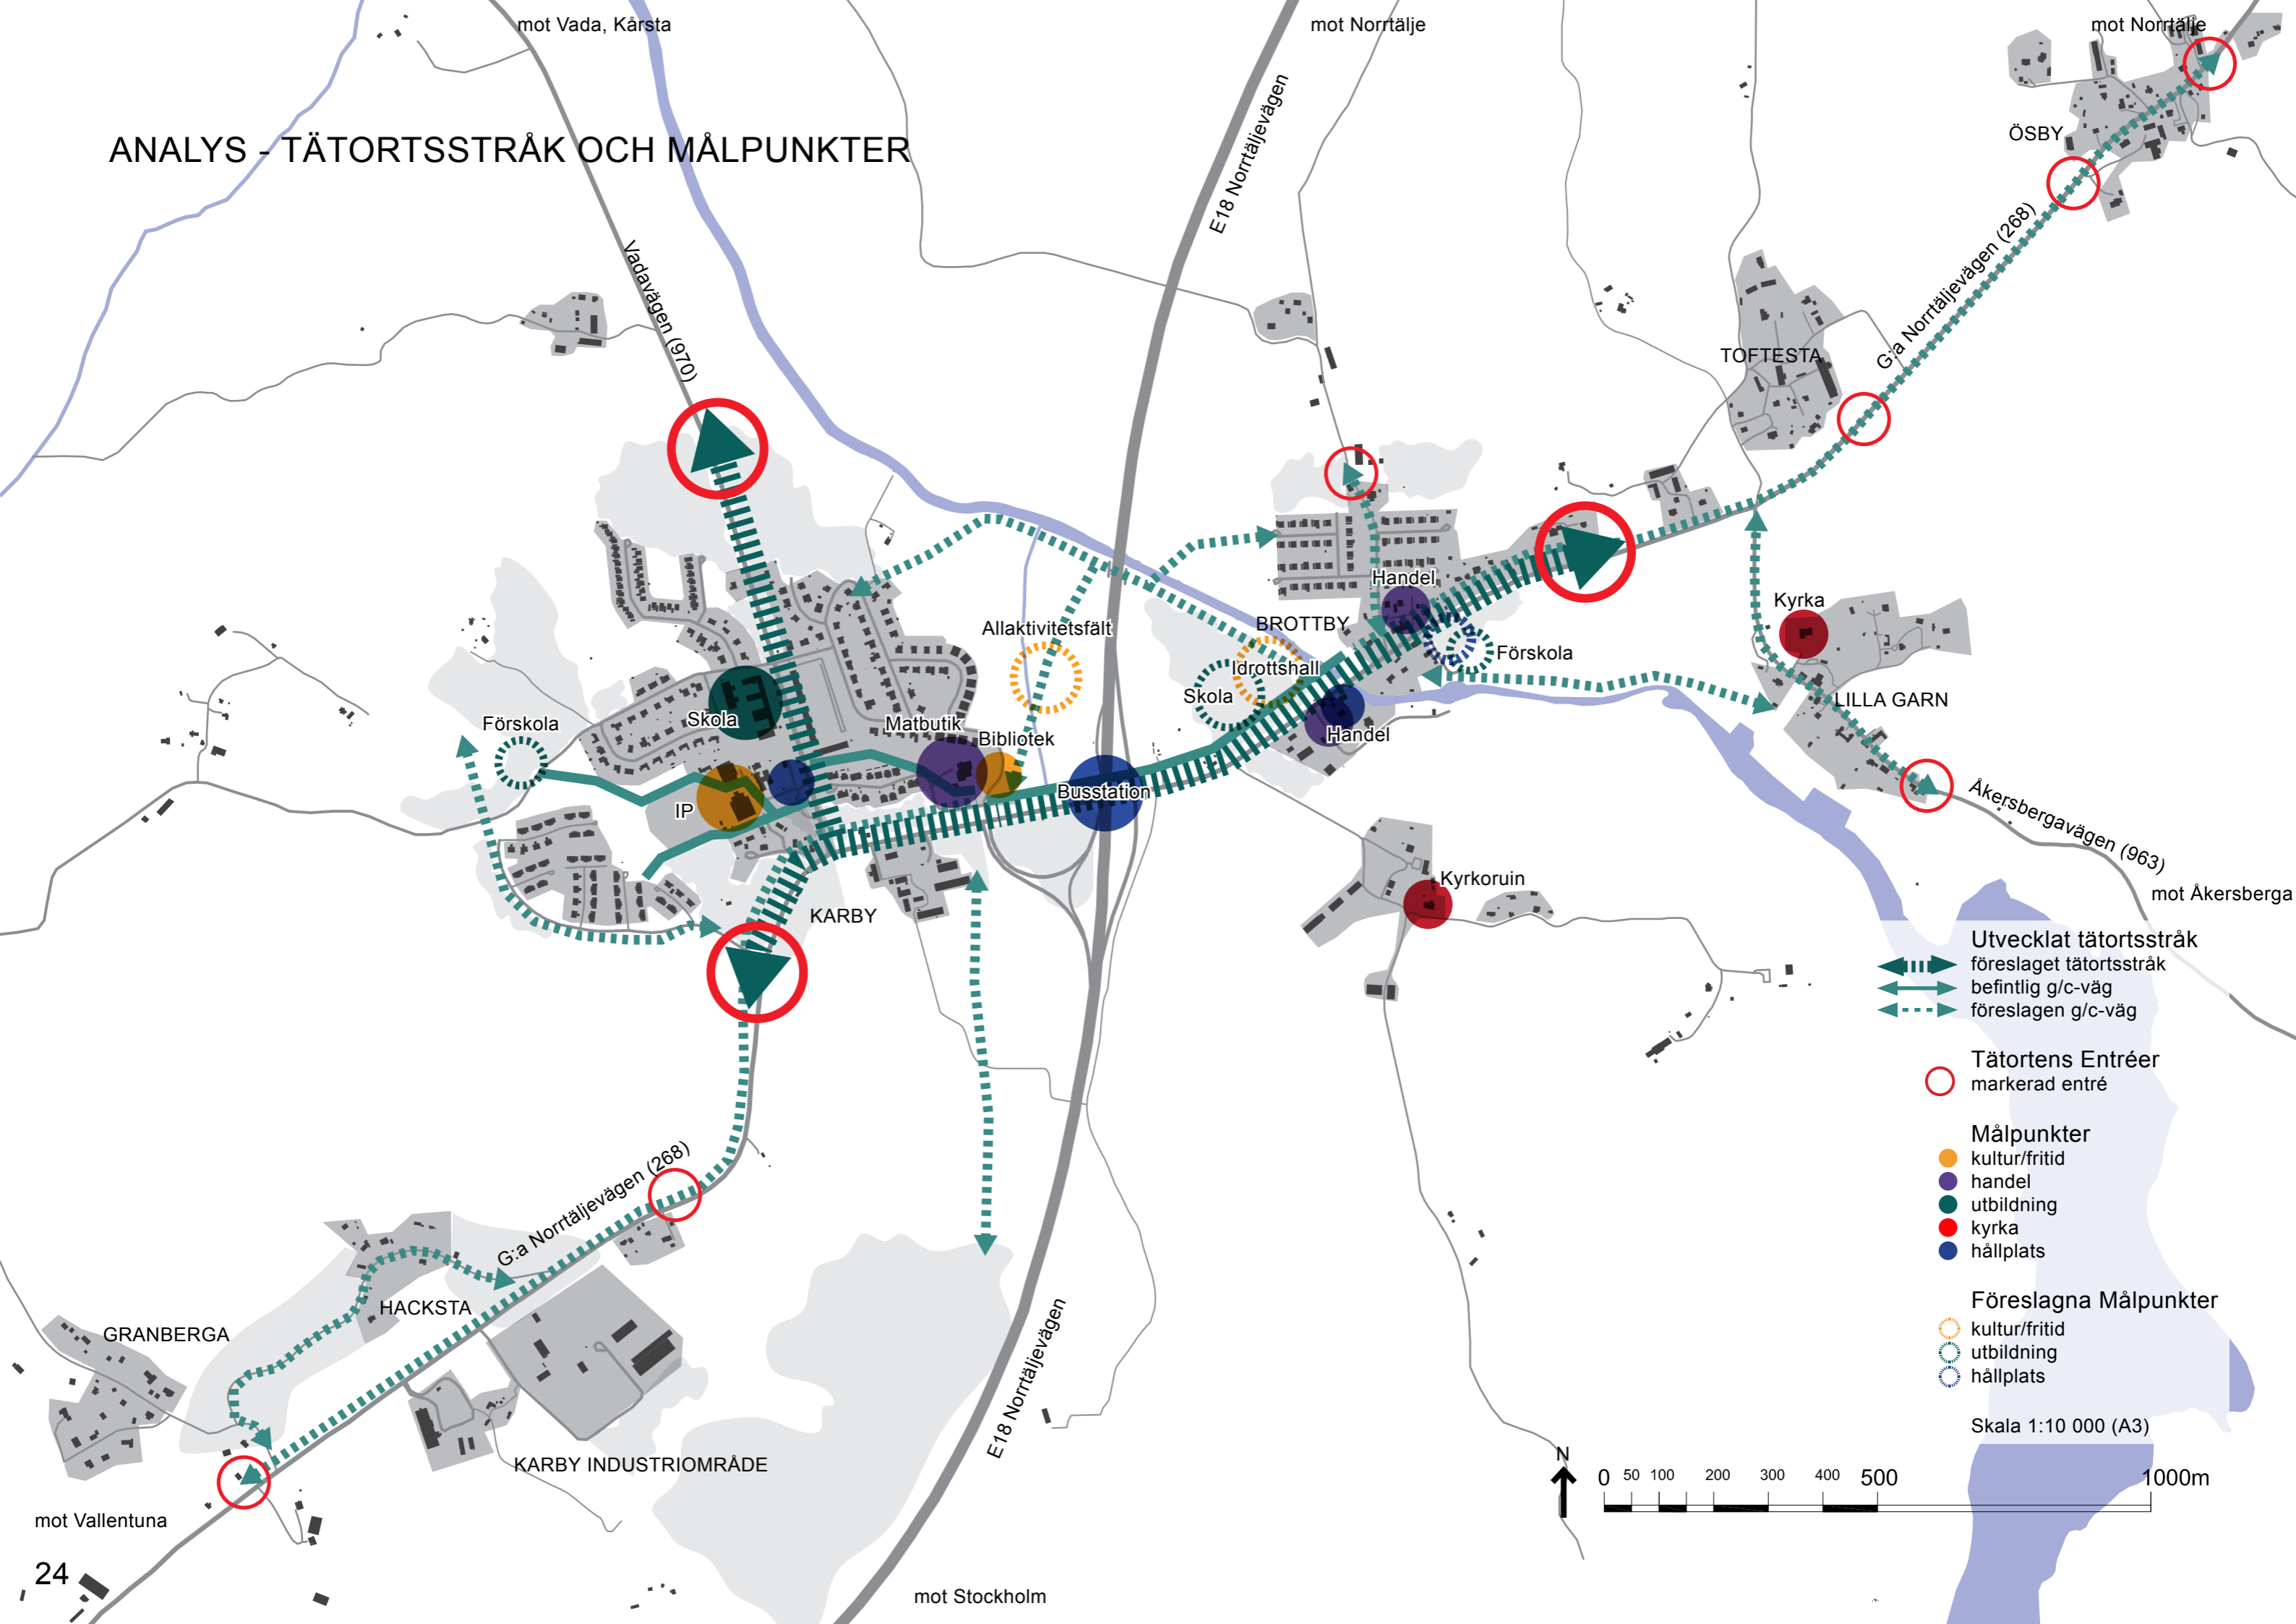 mot Vada, Kårsta
mot Norrtälje
mot Norrtälje
ANALYS - TÄTORTSSTRÅK OCH MÅLPUNKTER
E18 Norrtäljevägen
ÖSBY
Vadavägen (970)
G:a Norrtäljevägen (268)
TOFTESTA
Handel
Kyrka
Allaktivitetsfält
BROTTBY
Förskola
Idrottshall
Skola
LILLA GARN
Förskola
Skola
Matbutik
Bibliotek
Handel
Busstation
IP
Åkersbergavägen (963)
mot Åkersberga
Kyrkoruin
KARBY
Utvecklat tätortsstråk
föreslaget tätortsstråk
befintlig g/c-väg
föreslagen g/c-väg
Tätortens Entréer
markerad entré
Målpunkter
kultur/fritid
handel
utbildning
kyrka
hållplats
Föreslagna Målpunkter
kultur/fritid
utbildning
hållplats
Skala 1:10 000 (A3)
G:a Norrtäljevägen (268)
HACKSTA
GRANBERGA
E18 Norrtäljevägen
KARBY INDUSTRIOMRÅDE
N
0 50 100 200 300 400 500 1000m
mot Vallentuna
24
mot Stockholm